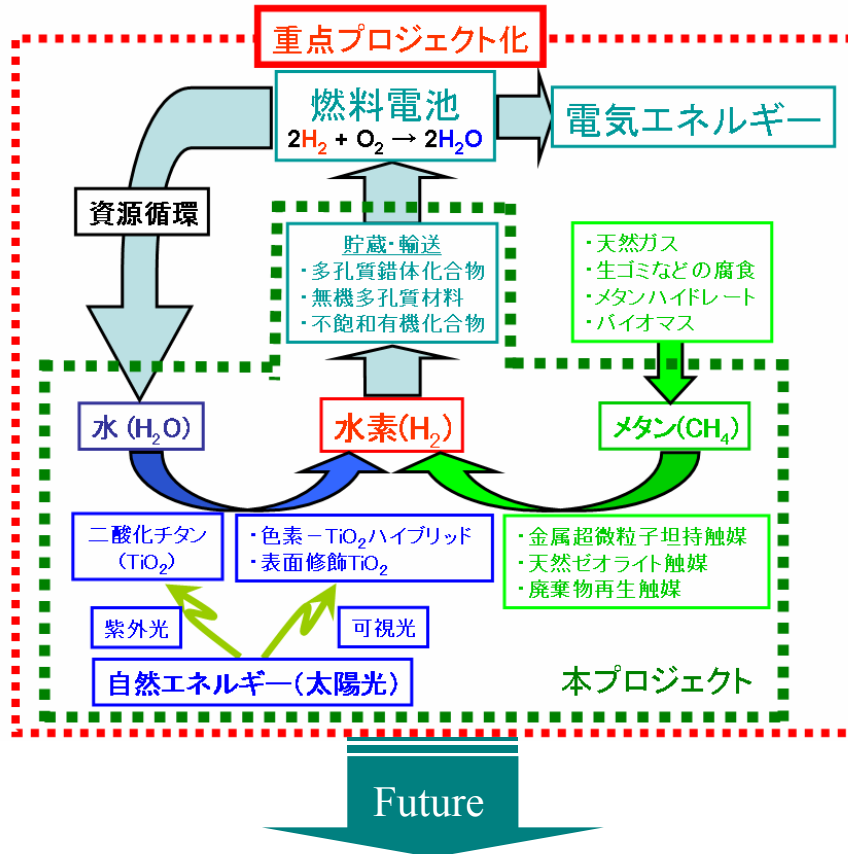 重点プロジェクト化
燃料電池
2H₂ + O₂ → 2H₂O
電気エネルギー
資源循環
貯蔵・輸送
・多孔質錯体化合物
・無機多孔質材料
・不飽和有機化合物
・天然ガス
・生ゴミなどの腐食
・メタンハイドレート
・バイオマス
水(H₂O)
水素(H₂)
メタン(CH₄)
二酸化チタン
(TiO₂)
・色素－TiO₂ハイブリッド
・表面修飾TiO₂
・金属超微粒子坦持触媒
・天然ゼオライト触媒
・廃棄物再生触媒
紫外光
可視光
自然エネルギー(太陽光)
本プロジェクト
Future